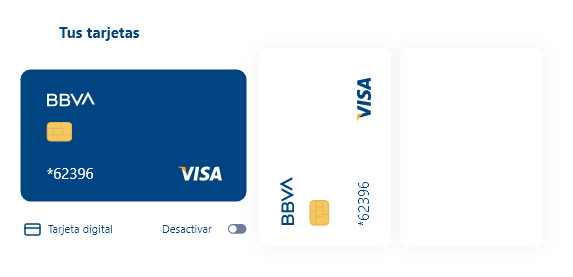 Tus tarjetas
BBVA
*62396
VISA
Tarjeta digital
Desactivar
BBVA
*62396
VISA